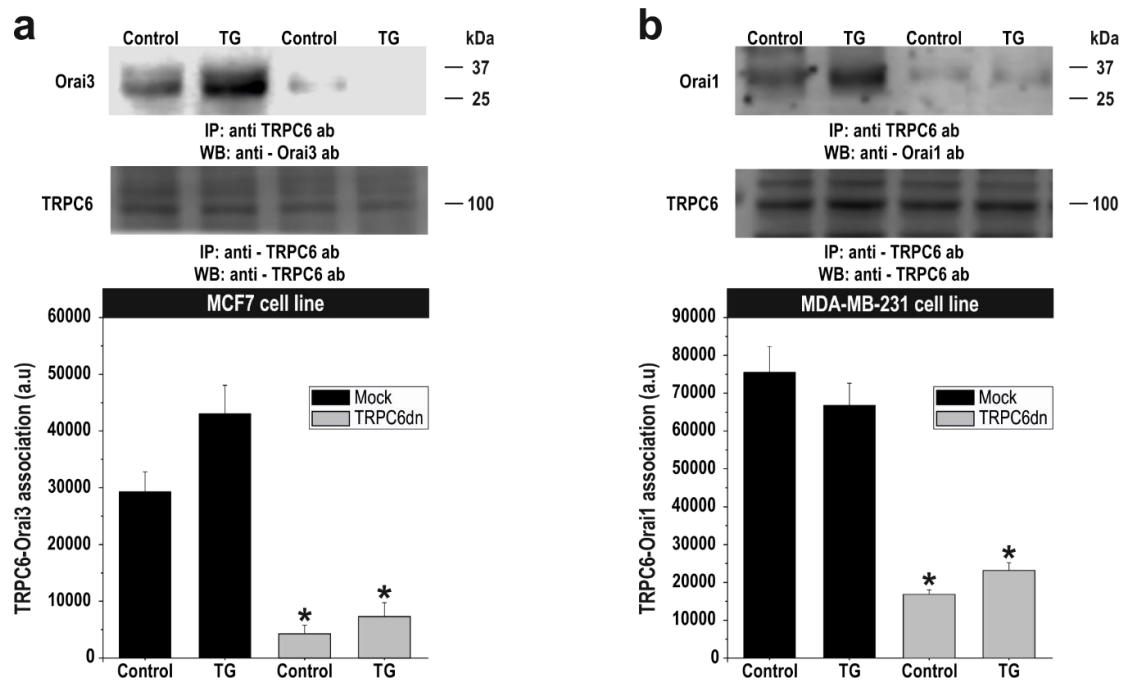 a
Control TG Control TG kDa
Orai3
37
25
IP: anti TRPC6 ab
WB: anti - Orai3 ab
TRPC6
100
IP: anti - TRPC6 ab
WB: anti - TRPC6 ab
MCF7 cell line
TRPC6-Orai3 association (a.u)
60000
50000
40000
30000
20000
10000
0
Mock
TRPC6dn
* *
Control TG Control TG
b
Control TG Control TG kDa
Orai1
37
25
IP: anti TRPC6 ab
WB: anti - Orai1 ab
TRPC6
100
IP: anti - TRPC6 ab
WB: anti - TRPC6 ab
MDA-MB-231 cell line
TRPC6-Orai1 association (a.u)
90000
80000
70000
60000
50000
40000
30000
20000
10000
0
Mock
TRPC6dn
* *
Control TG Control TG